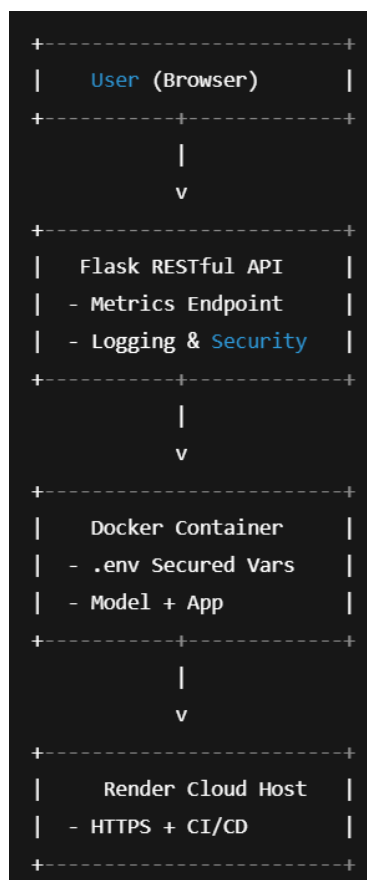 +--------------------------+
|    User (Browser)        |
+-----------+--------------+
            |
            v
+--------------------------+
|   Flask RESTful API      |
|  - Metrics Endpoint      |
|  - Logging & Security    |
+-----------+--------------+
            |
            v
+--------------------------+
|    Docker Container      |
|  - .env Secured Vars     |
|  - Model + App           |
+-----------+--------------+
            |
            v
+--------------------------+
|     Render Cloud Host    |
|  - HTTPS + CI/CD         |
+--------------------------+